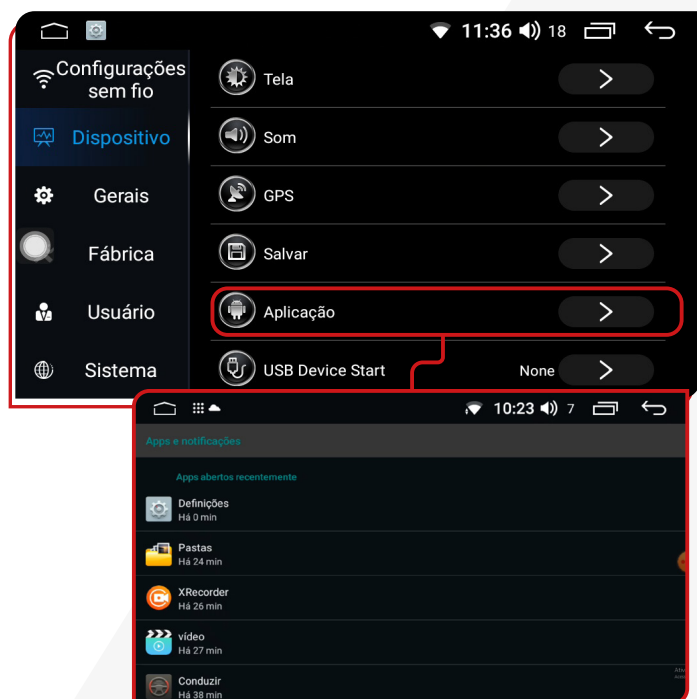 11:36 18
Configurações
sem fio
Tela
Dispositivo
Som
Gerais
GPS
Fábrica
Salvar
Usuário
Aplicação
Sistema
USB Device Start None
10:23 7
Apps e notificações
Apps abertos recentemente
Definições
Há 0 min
Pastas
Há 24 min
XRecorder
Há 26 min
vídeo
Há 27 min
Conduzir
Há 38 min